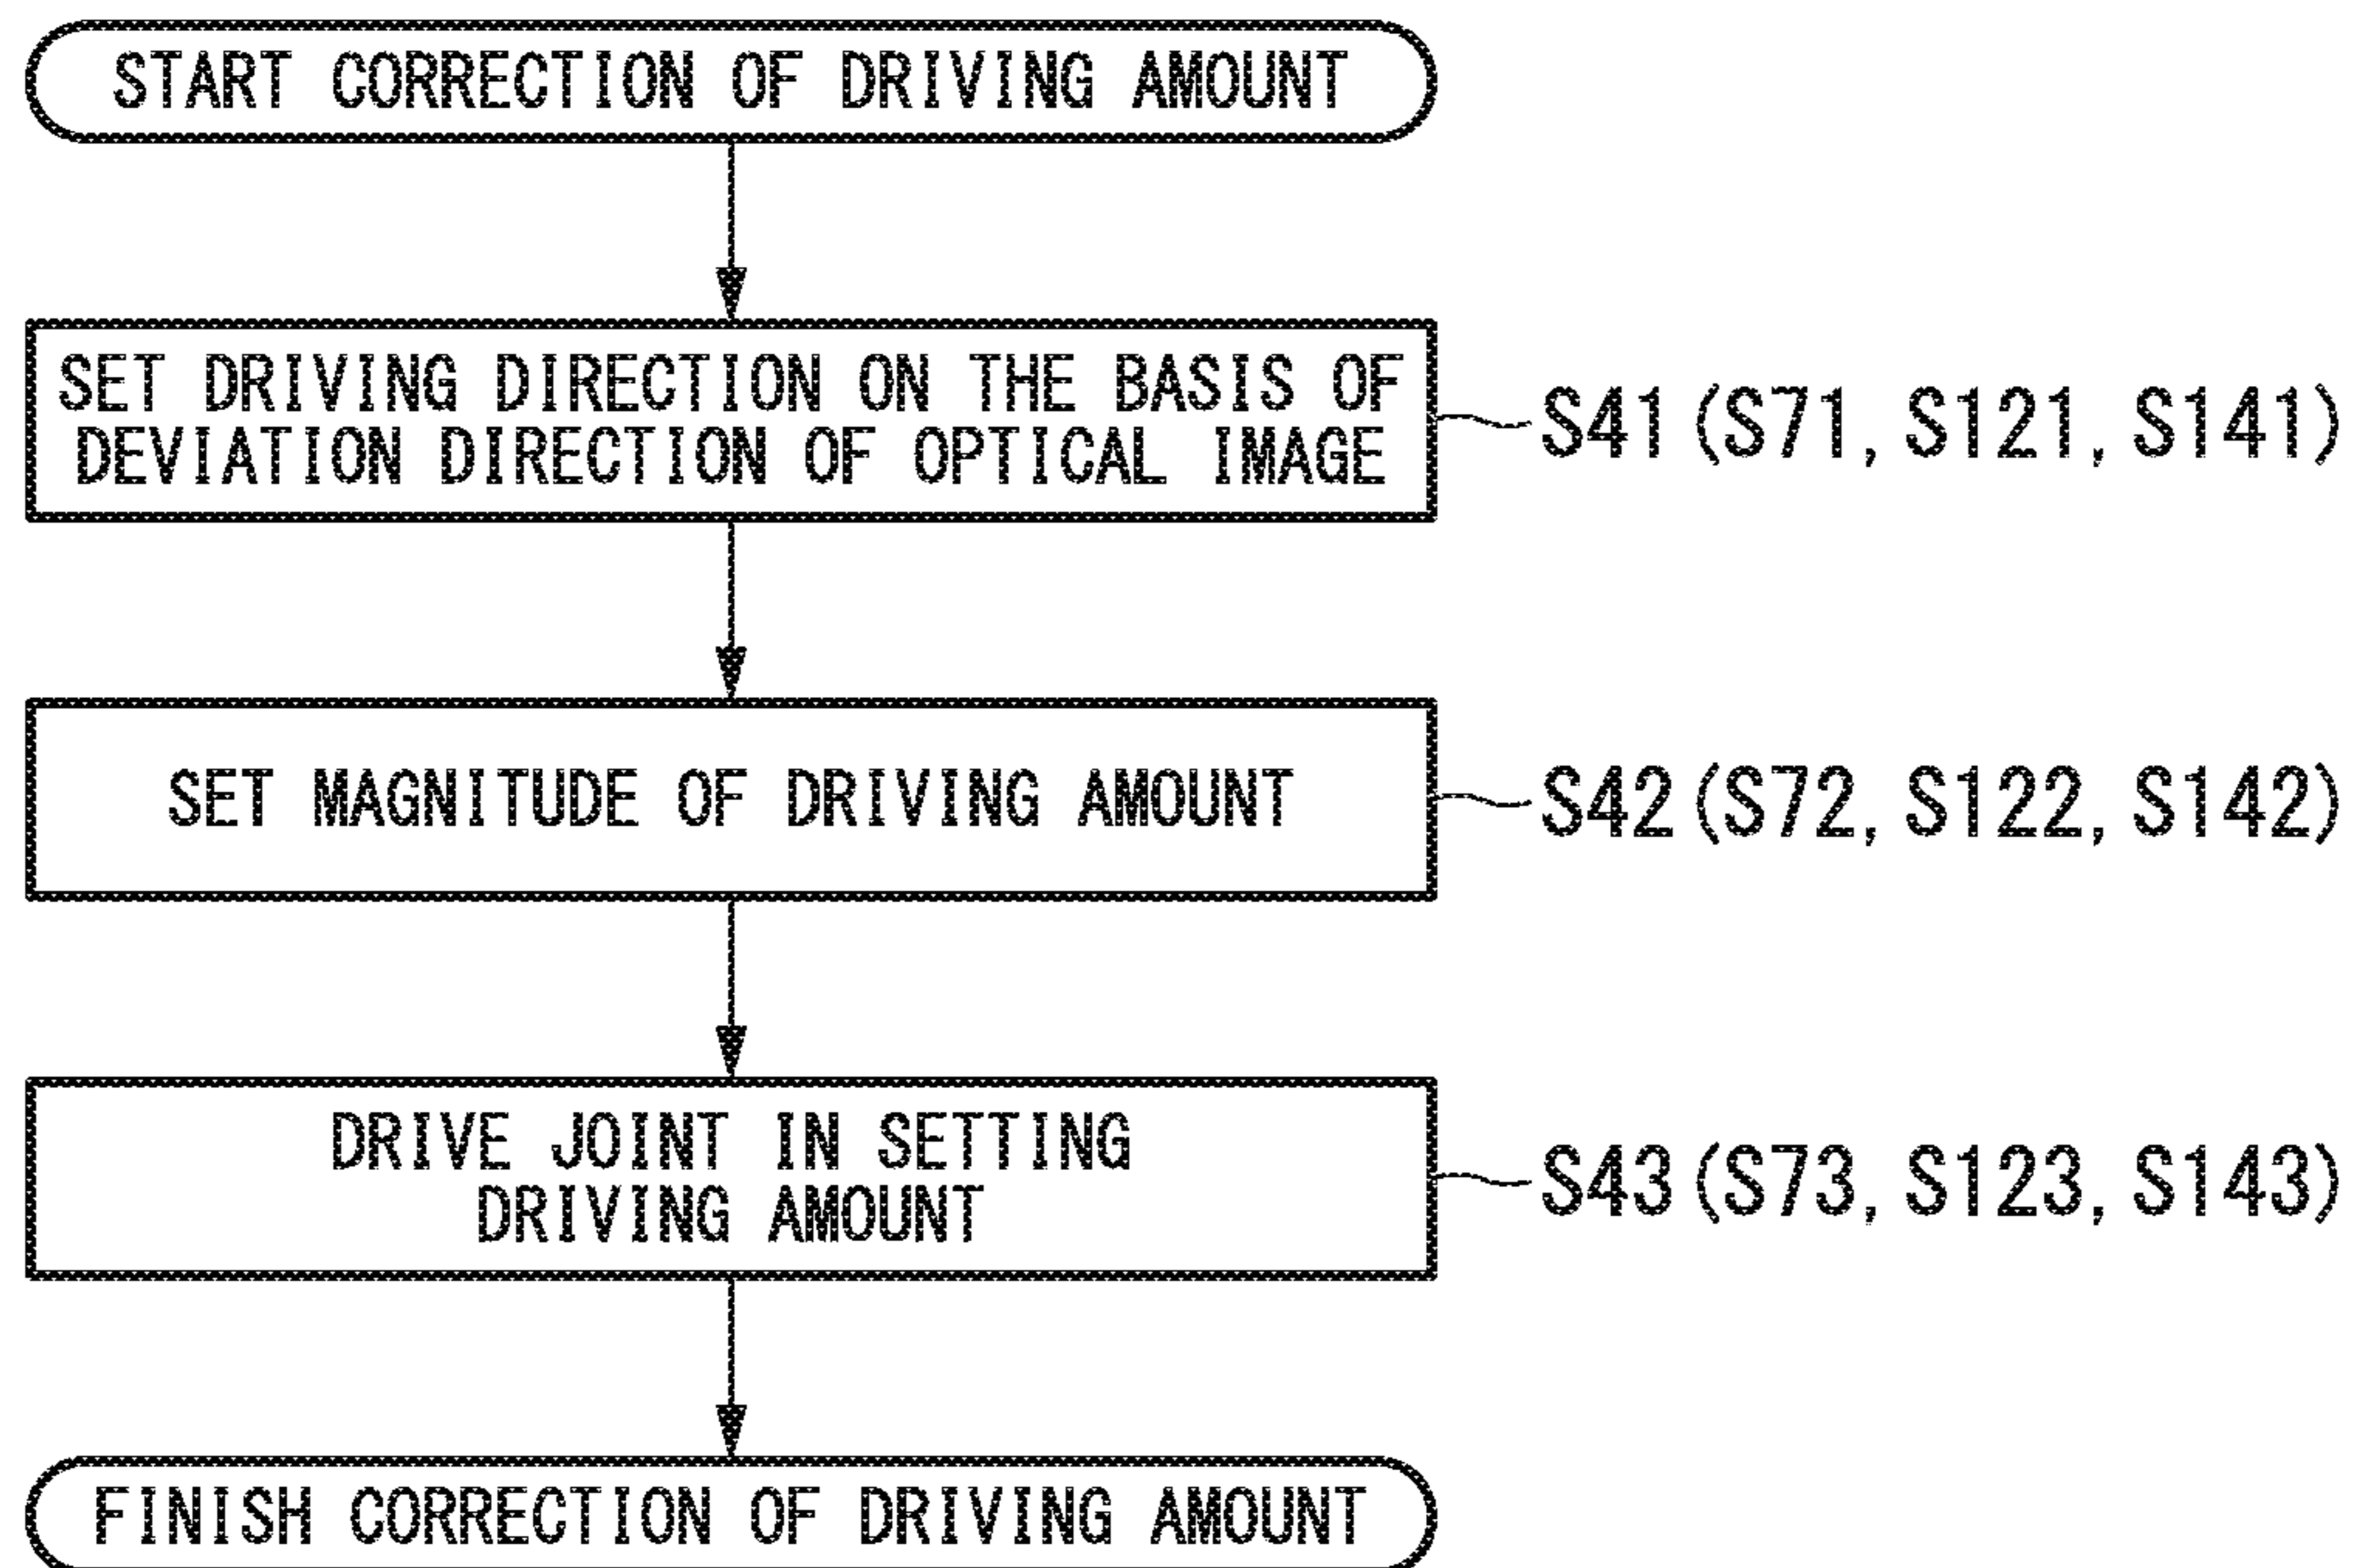 START CORRECTION OF DRIVING AMOUNT
SET DRIVING DIRECTION ON THE BASIS OF
DEVIATION DIRECTION OF OPTICAL IMAGE
S41 (S71, S121, S141)
SET MAGNITUDE OF DRIVING AMOUNT
S42 (S72, S122, S142)
DRIVE JOINT IN SETTING
DRIVING AMOUNT
S43 (S73, S123, S143)
FINISH CORRECTION OF DRIVING AMOUNT